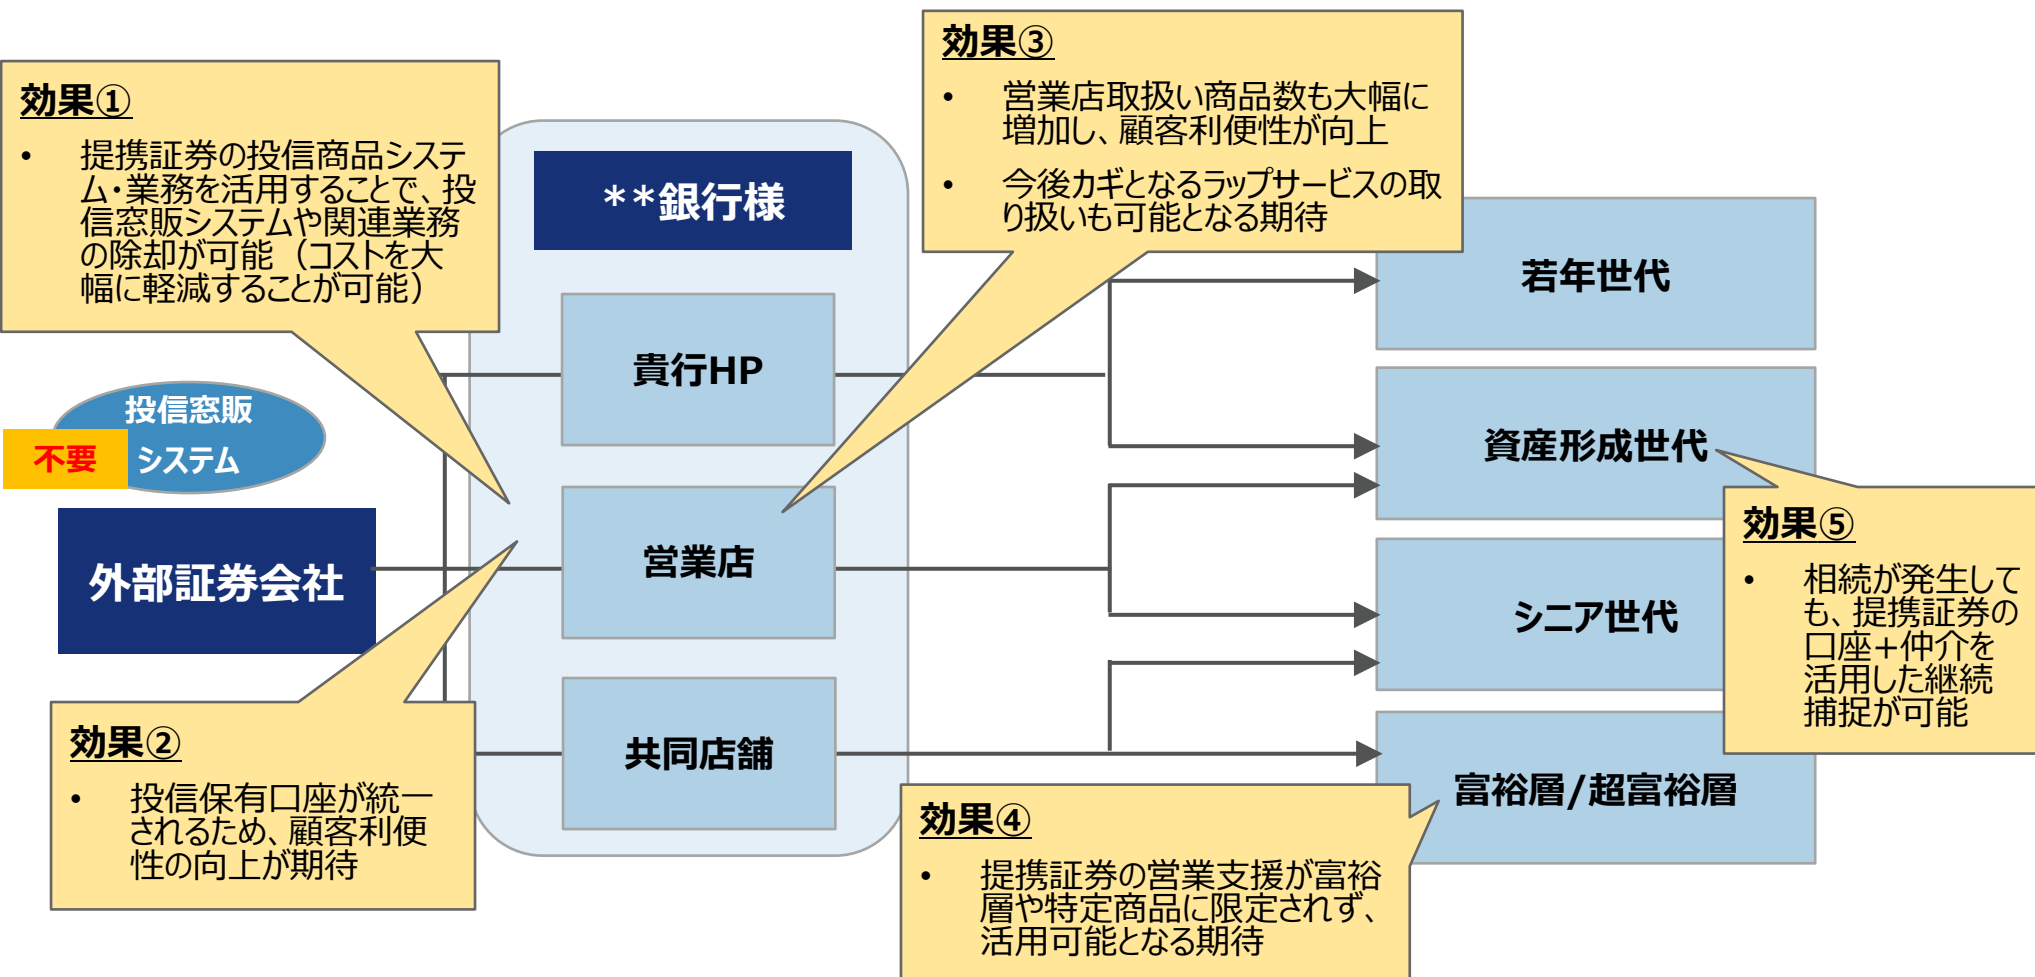 効果①
• 提携証券の投信商品システ
ム・業務を活用することで、投
信窓販システムや関連業務
の除却が可能（コストを大
幅に軽減することが可能）
効果③
• 営業店取扱い商品数も大幅に
増加し、顧客利便性が向上
• 今後カギとなるラップサービスの取
り扱いも可能となる期待
**銀行様
貴行HP
営業店
共同店舗
投信窓販
システム
不要
外部証券会社
若年世代
資産形成世代
シニア世代
富裕層/超富裕層
効果②
• 投信保有口座が統一
されるため、顧客利便
性の向上が期待
効果④
• 提携証券の営業支援が富裕
層や特定商品に限定されず、
活用可能となる期待
効果⑤
• 相続が発生して
も、提携証券の
口座＋仲介を
活用した継続
捕捉が可能